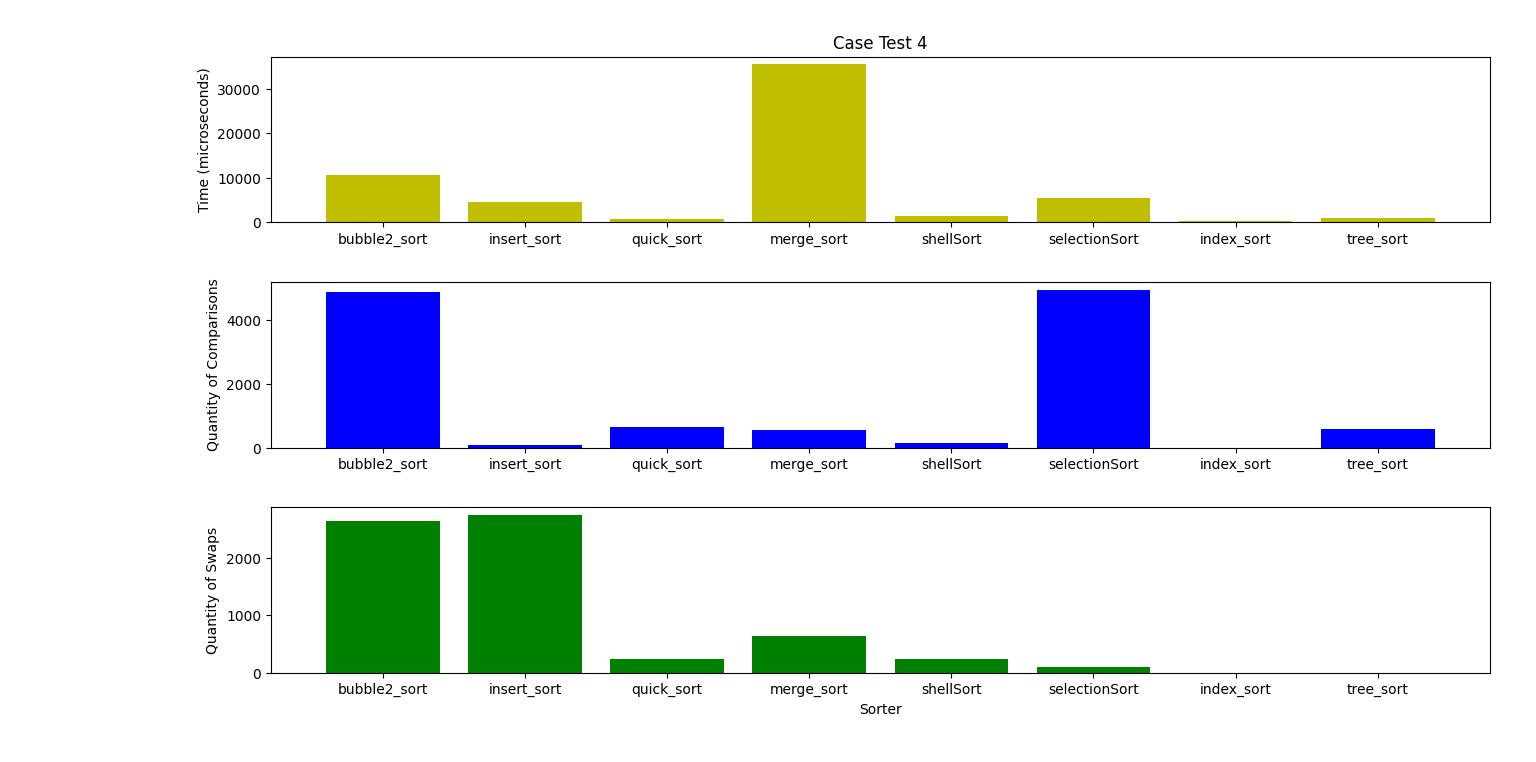 Case Test 4
Time (microseconds)
30000
20000
10000
0
bubble2_sort insert_sort quick_sort merge_sort shellSort selectionSort index_sort tree_sort
Quantity of Comparisons
4000
2000
0
bubble2_sort insert_sort quick_sort merge_sort shellSort selectionSort index_sort tree_sort
Quantity of Swaps
2000
1000
0
bubble2_sort insert_sort quick_sort merge_sort shellSort selectionSort index_sort tree_sort
Sorter